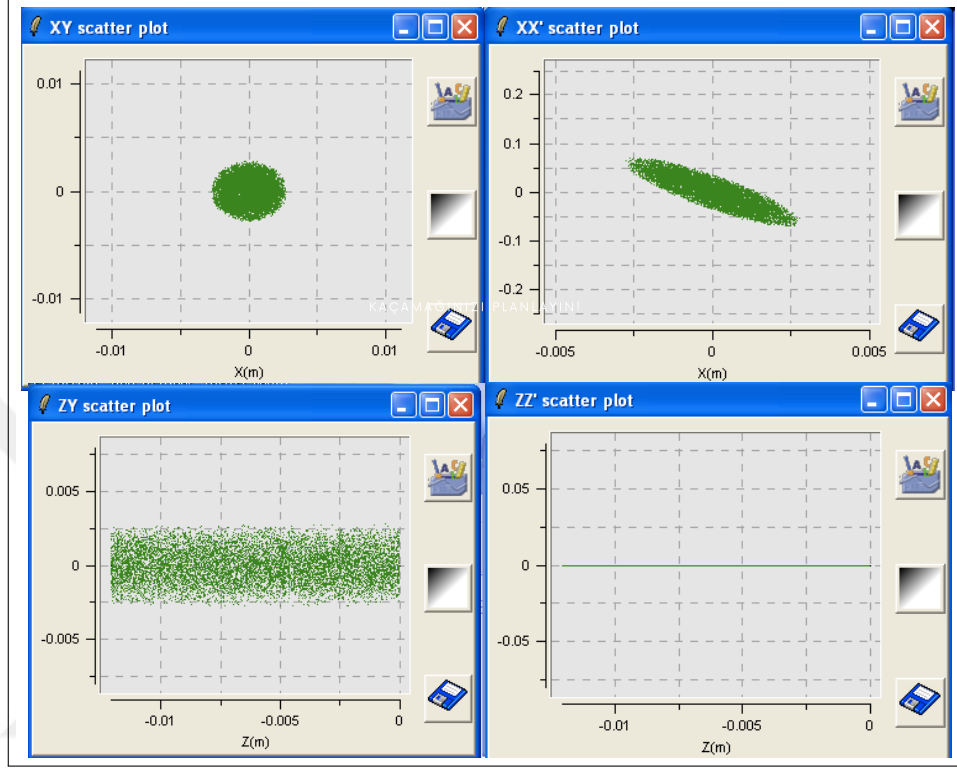 XY scatter plot
0.01
0
-0.01
-0.01 0 0.01
X(m)
XX' scatter plot
0.2
0.1
0
-0.1
-0.2
-0.005 0 0.005
X(m)
KAÇAMAĞINIZI PLANLAYIN!
ZY scatter plot
0.005
0
-0.005
-0.01 -0.005 0
Z(m)
ZZ' scatter plot
0.05
0
-0.05
-0.01 -0.005 0
Z(m)